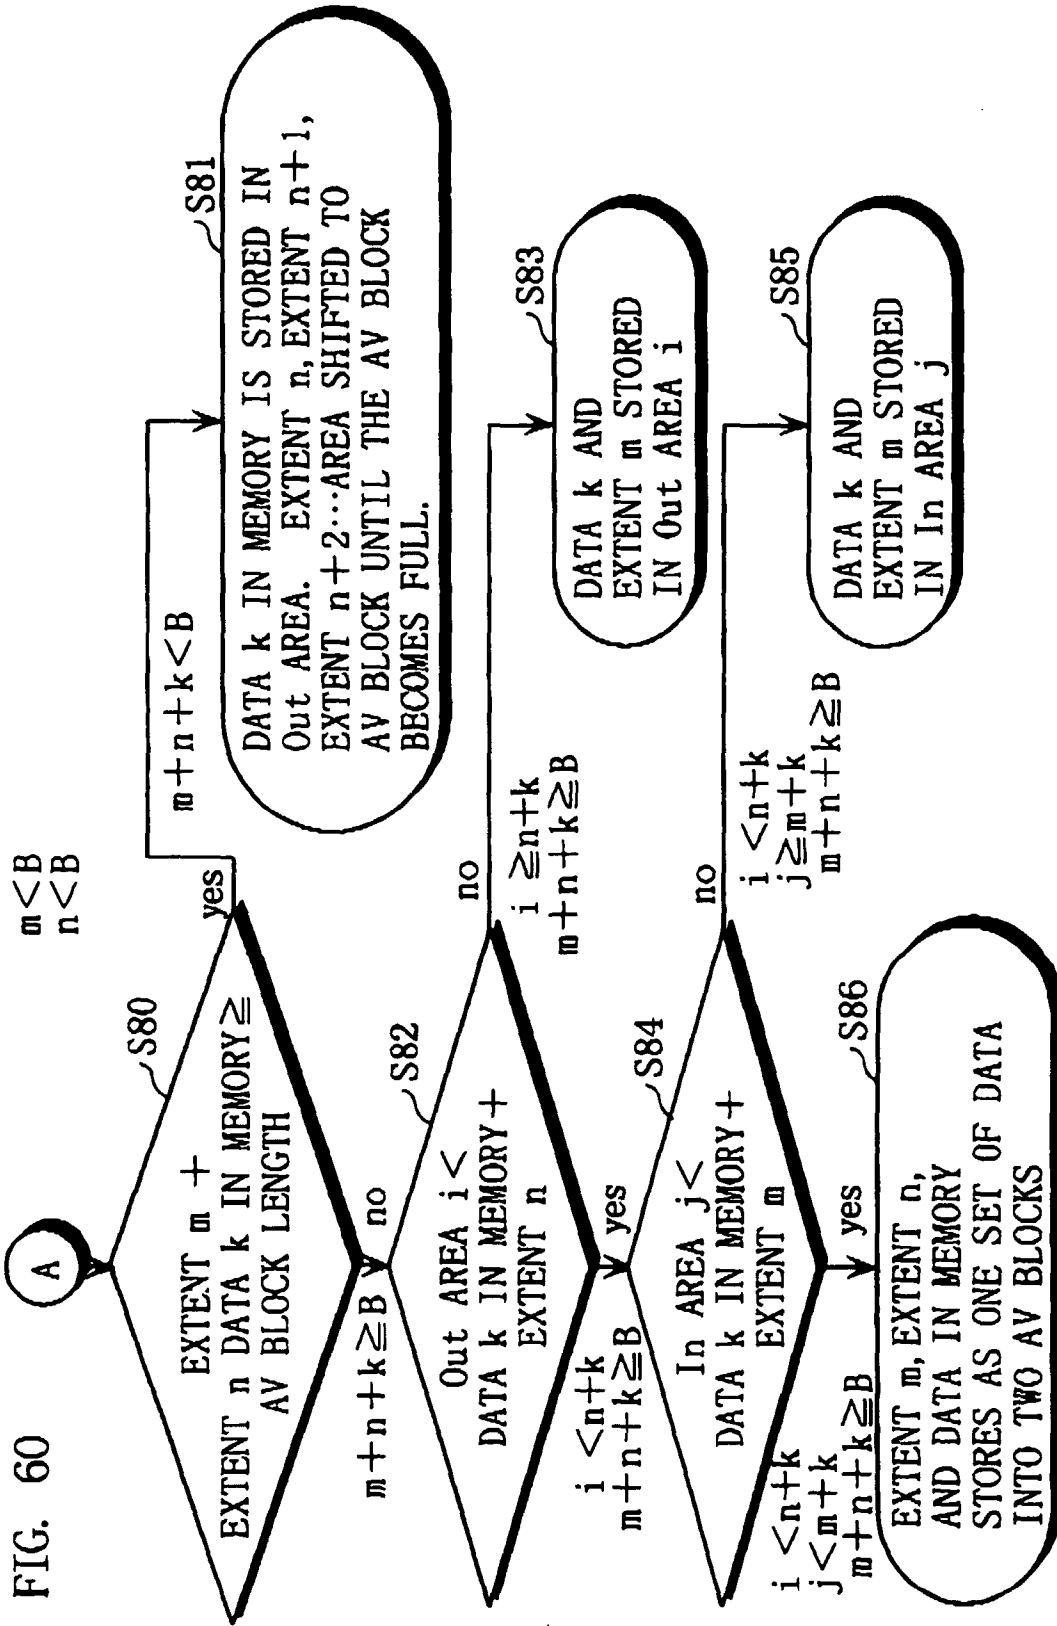 FIG. 60
m<B
n<B
A
S80
EXTENT m +
EXTENT n DATA k IN MEMORY≧
AV BLOCK LENGTH
yes
m+n+k<B
S81
DATA k IN MEMORY IS STORED IN
Out AREA. EXTENT n, EXTENT n+1,
EXTENT n+2···AREA SHIFTED TO
AV BLOCK UNTIL THE AV BLOCK
BECOMES FULL.
no
m+n+k≧B
S82
Out AREA i<
DATA k IN MEMORY+
EXTENT n
no
i ≧n+k
m+n+k≧B
S83
DATA k AND
EXTENT m STORED
IN Out AREA i
yes
i <n+k
m+n+k≧B
S84
In AREA j<
DATA k IN MEMORY+
EXTENT m
no
i <n+k
j≧m+k
m+n+k≧B
S85
DATA k AND
EXTENT m STORED
IN In AREA j
yes
i <n+k
j<m+k
m+n+k≧B
S86
EXTENT m, EXTENT n,
AND DATA IN MEMORY
STORES AS ONE SET OF DATA
INTO TWO AV BLOCKS